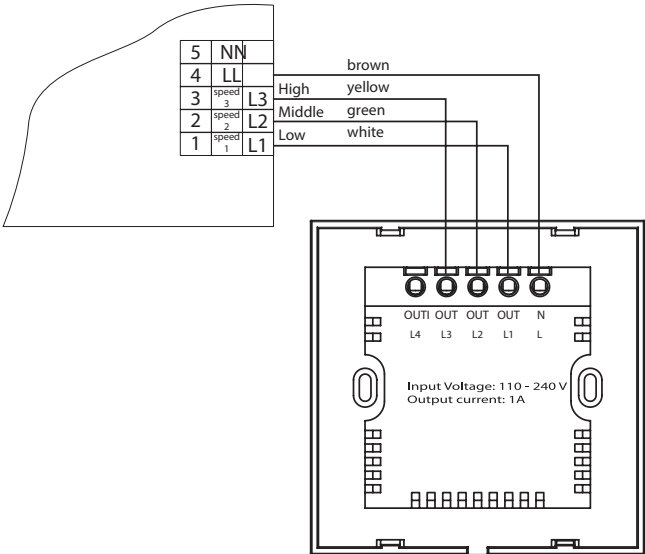 5 NN
4 LL
brown
3 speed 3 L3 High yellow
2 speed 2 L2 Middle green
1 speed 1 L1 Low white
OUTI OUT OUT OUT N
L4 L3 L2 L1 L
Input Voltage: 110 - 240 V
Output current: 1A